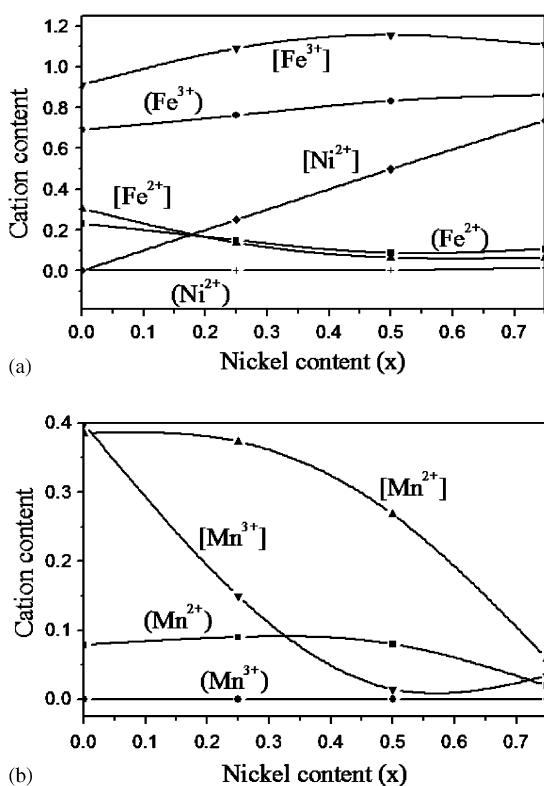 1.2
1.0
0.8
0.6
0.4
0.2
0.0
Cation content
[Fe³⁺]
(Fe³⁺)
[Ni²⁺]
[Fe²⁺]
(Fe²⁺)
(Ni²⁺)
0.0 0.1 0.2 0.3 0.4 0.5 0.6 0.7
Nickel content (x)
(a)
0.4
0.3
0.2
0.1
0.0
Cation content
[Mn²⁺]
[Mn³⁺]
(Mn²⁺)
(Mn³⁺)
0.0 0.1 0.2 0.3 0.4 0.5 0.6 0.7
Nickel content (x)
(b)